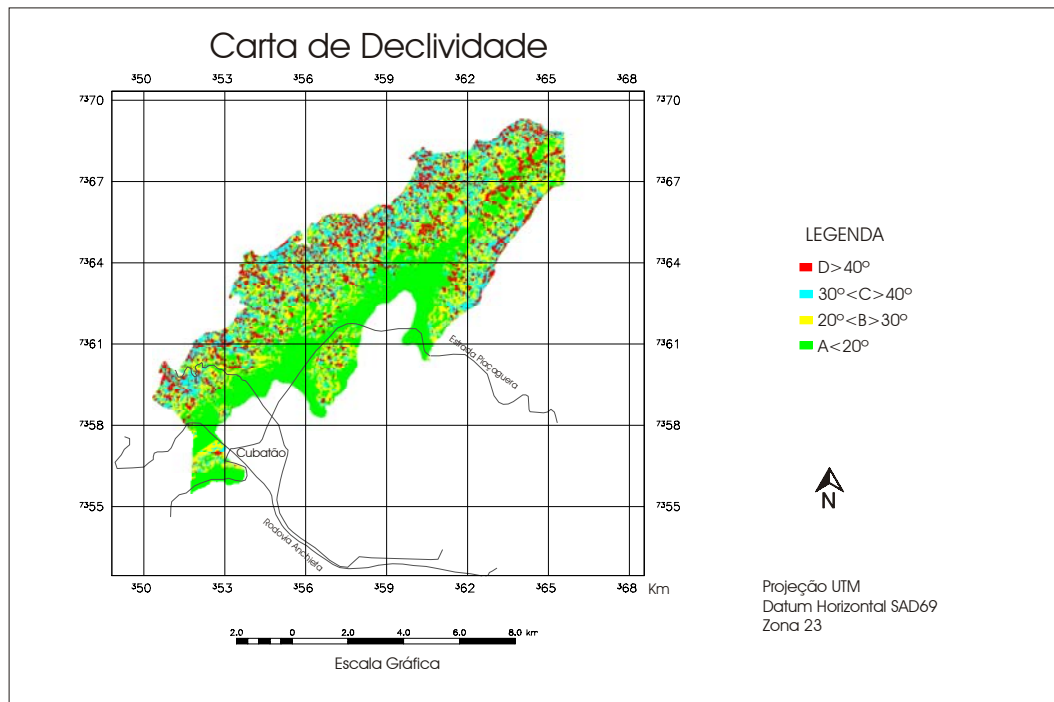 Carta de Declividade
350 353 356 359 362 365 368
7370 7370
7367 7367
7364 7364
7361 7361
7358 7358
7355 7355
Estrada Piaçaguera
Cubatão
Rodovia Anchieta
350 353 356 359 362 365 368 Km
2.0 0 2.0 4.0 6.0 8.0 km
Escala Gráfica
LEGENDA
D>40º
30º<C>40º
20º<B>30º
A<20º
N
Projeção UTM
Datum Horizontal SAD69
Zona 23